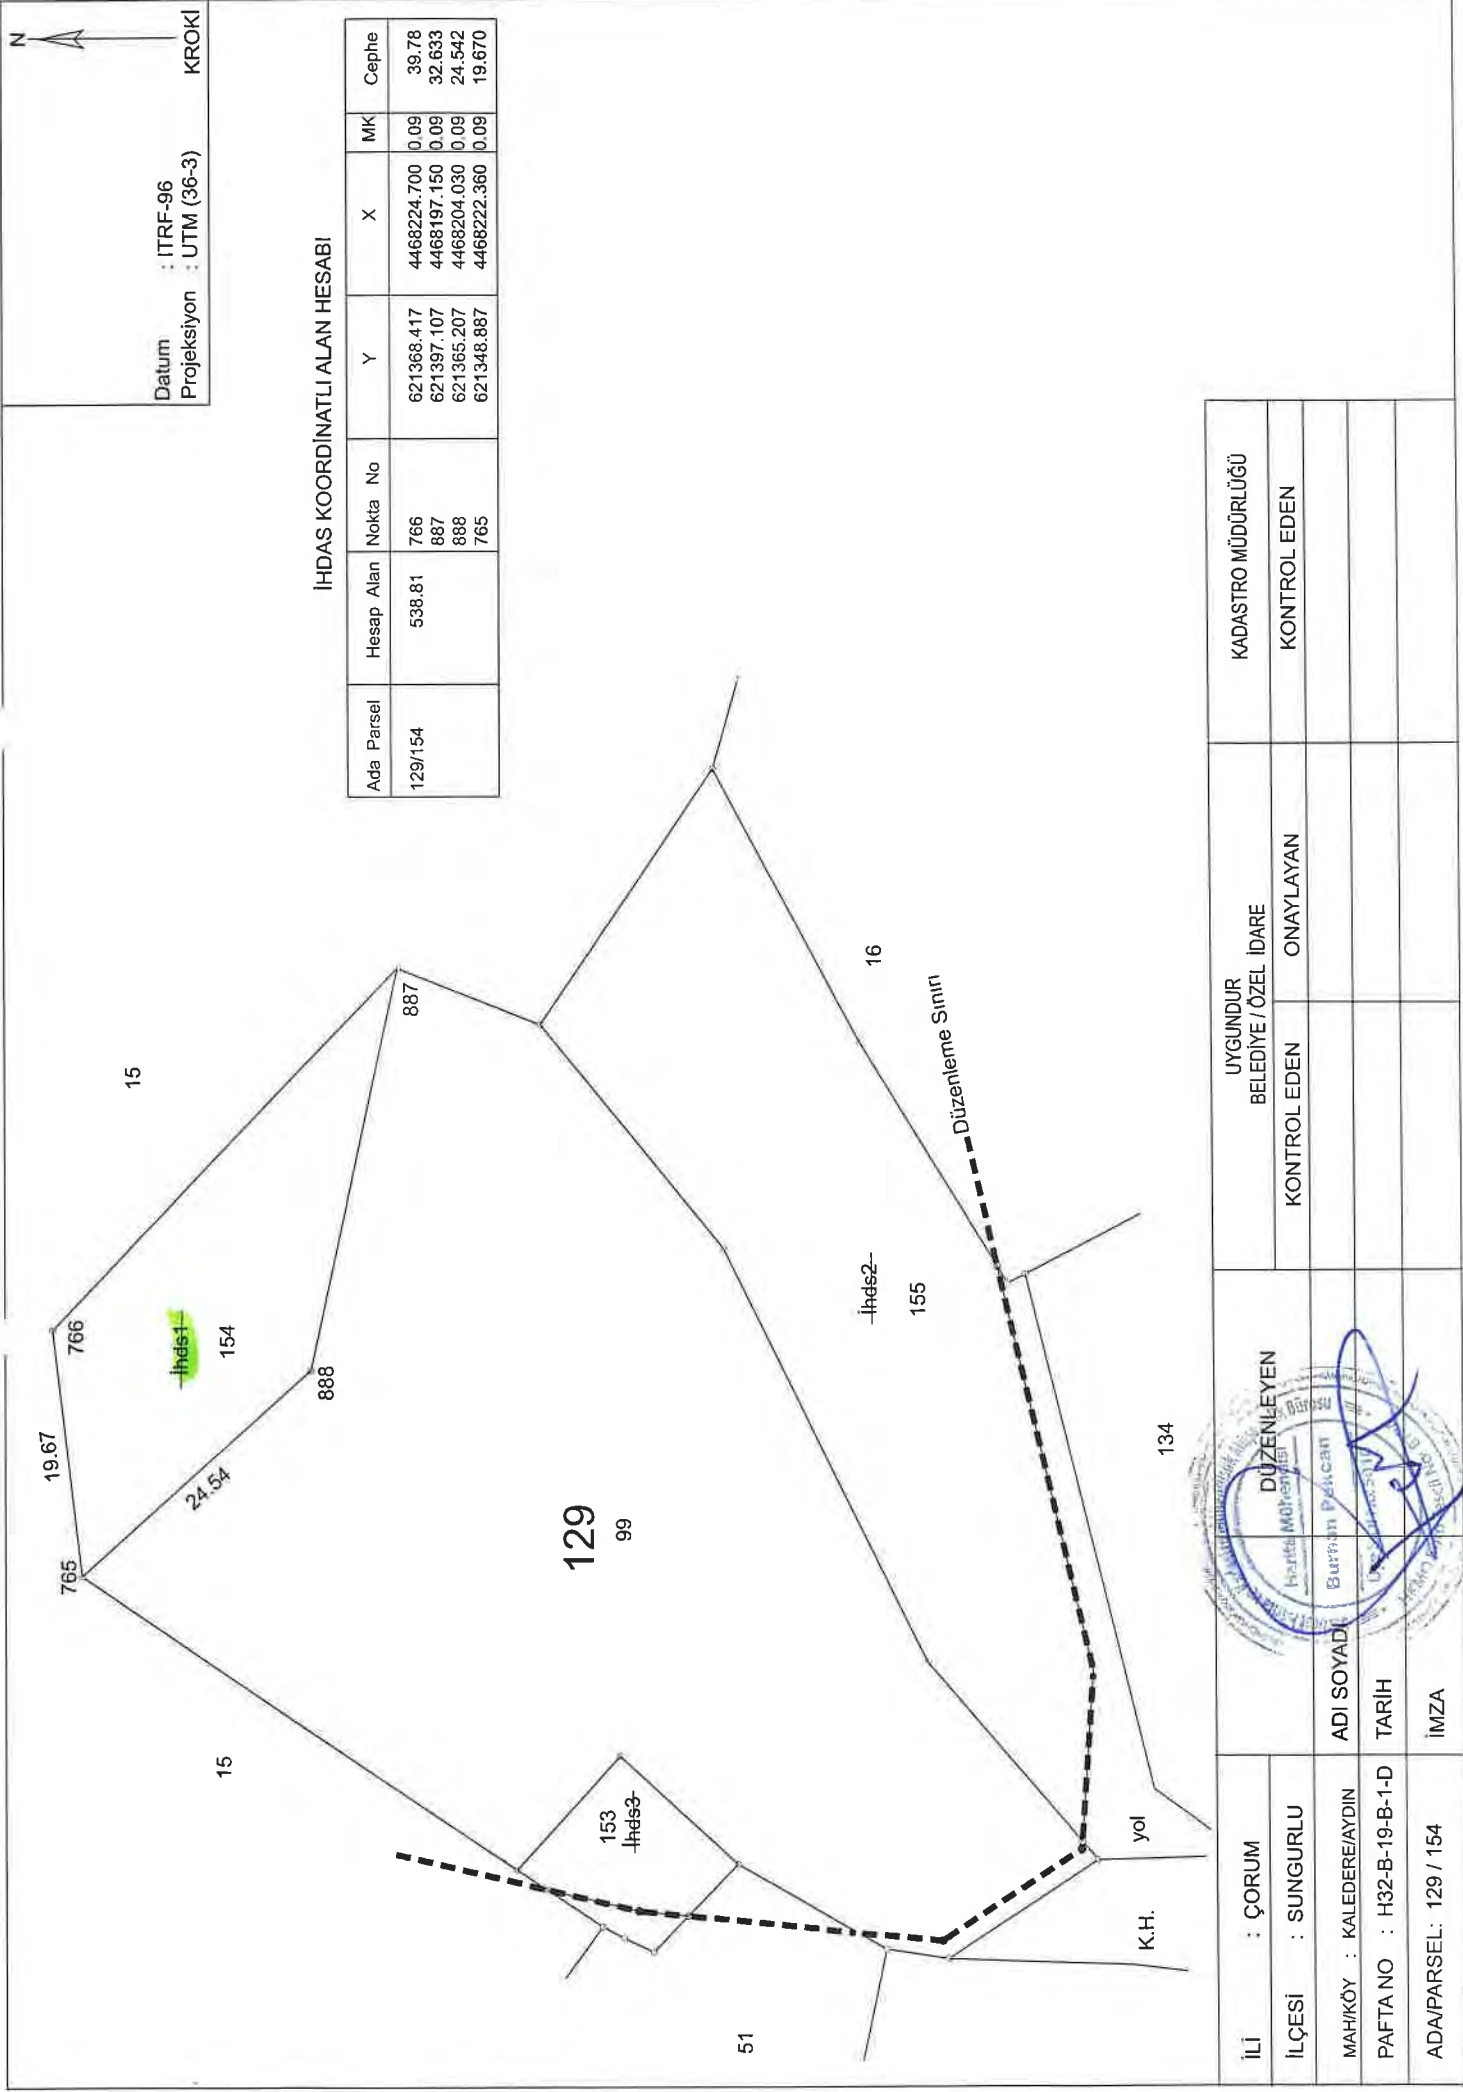 N
Datum : ITRF-96
Projeksiyon : UTM (36-3) KROKİ
İHDAS KOORDİNATLI ALAN HESABI
Ada Parsel Hesap Alan Nokta No Y X MK Cephe
129/154 538.81 766 621368.417 4468224.700 0.09 39.78
887 621397.107 4468197.150 0.09 32.633
888 621365.207 4468204.030 0.09 24.542
765 621348.887 4468222.360 0.09 19.670
765
19.67
766
15
İhds1
154
24.54
888
887
15
129
99
153
İhds3
İhds2
155
16
Düzenleme Sınırı
51
134
yol
K.H.
İLİ : ÇORUM
İLÇESİ : SUNGURLU
MAH/KÖY : KALEDERE/AYDIN
PAFTA NO : H32-B-19-B-1-D
ADA/PARSEL: 129 / 154
DÜZENLEYEN
ADI SOYADI
TARİH
İMZA
UYGUNDUR
BELEDİYE / ÖZEL İDARE
KONTROL EDEN ONAYLAYAN
KADASTRO MÜDÜRLÜĞÜ
KONTROL EDEN
Harita Mühendisi